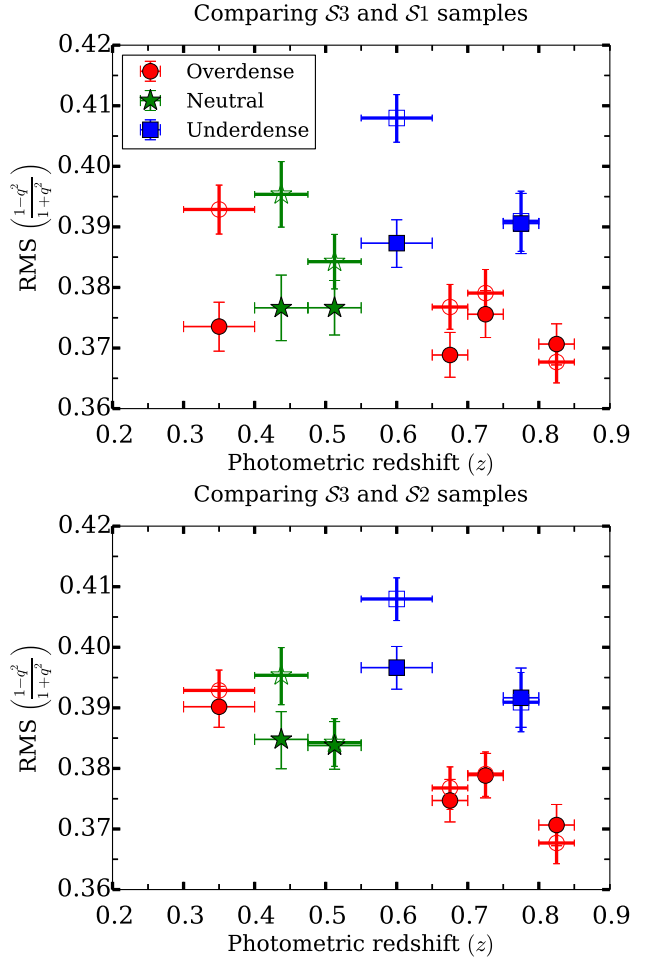 Comparing 𝒮3 and 𝒮1 samples
0.42
Overdense
Neutral
Underdense
0.41
0.40
0.39
0.38
0.37
0.36
RMS (1−q²/1+q²)
0.2 0.3 0.4 0.5 0.6 0.7 0.8 0.9
Photometric redshift (z)
Comparing 𝒮3 and 𝒮2 samples
0.42
0.41
0.40
0.39
0.38
0.37
0.36
RMS (1−q²/1+q²)
0.2 0.3 0.4 0.5 0.6 0.7 0.8 0.9
Photometric redshift (z)